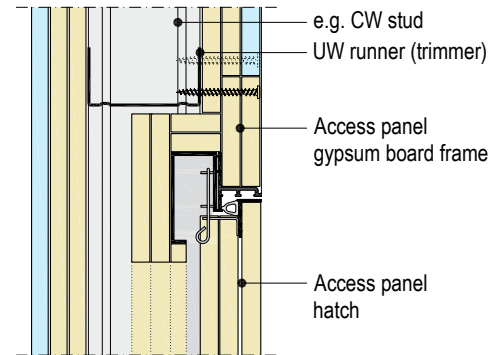 e.g. CW stud
UW runner (trimmer)
Access panel
gypsum board frame
Access panel
hatch